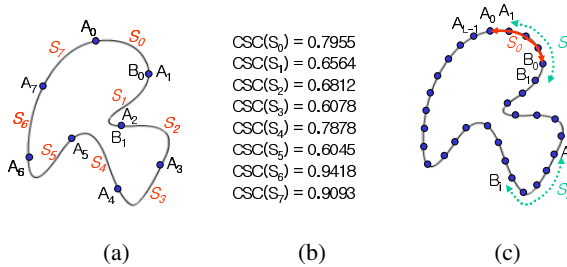 A₀
S₀
S₇
B₀ A₁
A₇
S₁
A₂
S₂
B₁
S₆
A₅
S₅
A₆
S₄
A₃
A₄
S₃
(a)
CSC(S₀) = 0.7955
CSC(S₁) = 0.6564
CSC(S₂) = 0.6812
CSC(S₃) = 0.6078
CSC(S₄) = 0.7878
CSC(S₅) = 0.6045
CSC(S₆) = 0.9418
CSC(S₇) = 0.9093
(b)
A₀ A₁
A_L-1
S₀
B₀
B₁
B_i
(c)